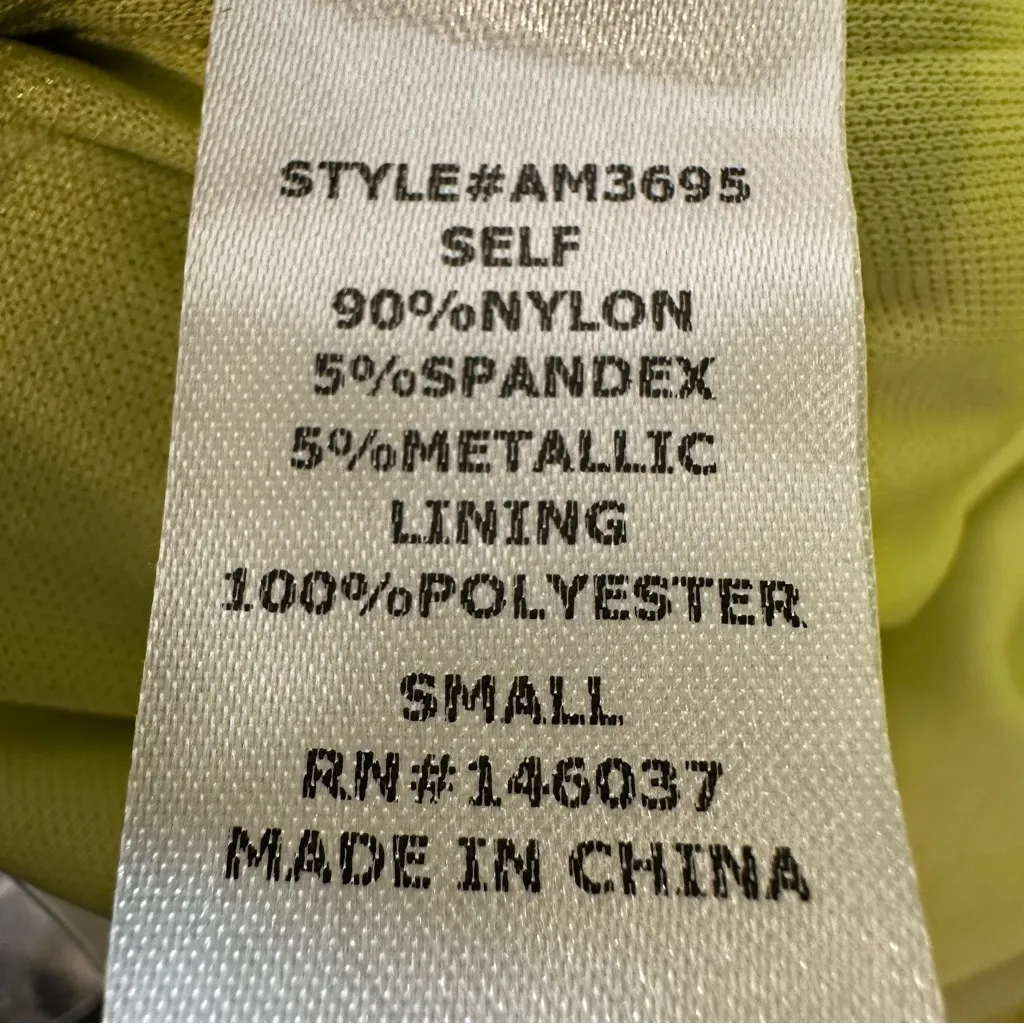 STYLE#AM3695
SELF
90%NYLON
5%SPANDEX
5%METALLIC
LINING
100%POLYESTER
SMALL
RN#146037
MADE IN CHINA